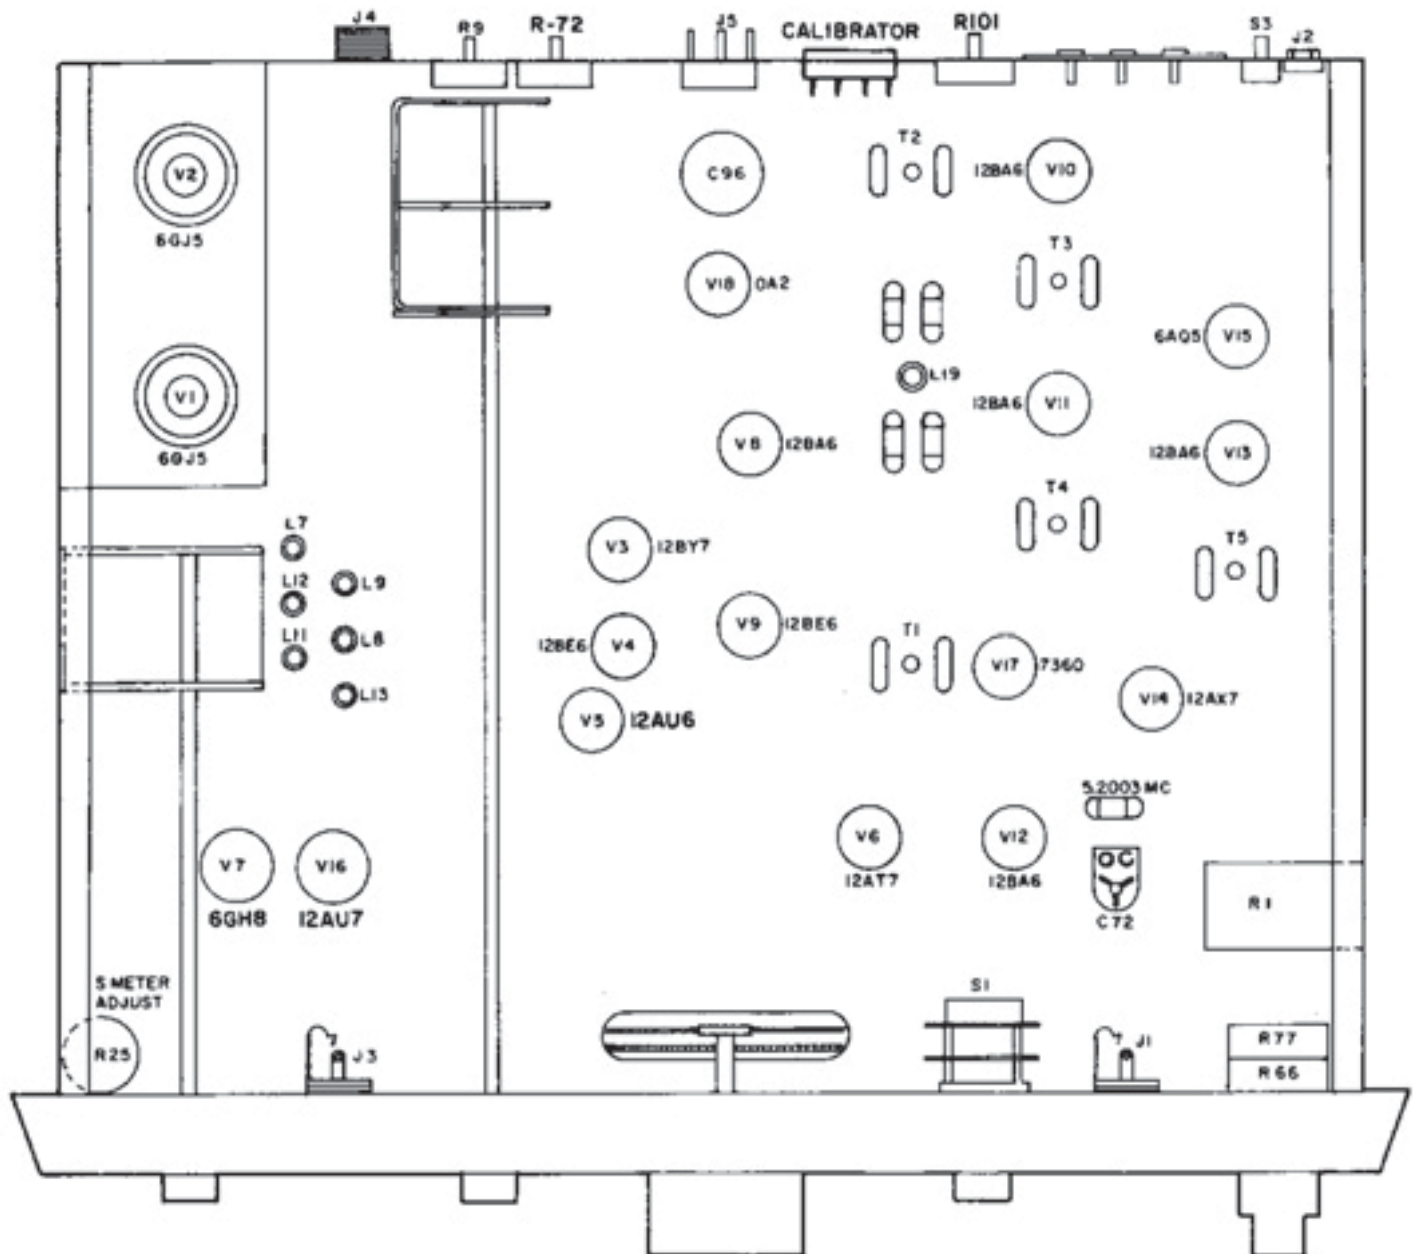 J4
R9
R-72
J5
CALIBRATOR
R101
S3
J2
V2
6GJ5
C96
T2
12BA6
V10
T3
V18
0A2
6AQ5
V15
V1
6GJ5
L19
12BA6
V11
V8
12BA6
12BA6
V13
T4
L7
V3
12BY7
T5
L12
L9
L11
L8
12BE6
V4
V9
12BE6
T1
V17
7360
L13
V5
12AU6
V14
12AX7
5.2003 MC
V7
6GH8
V16
12AU7
V6
12AT7
V12
12BA6
C72
R1
S METER
ADJUST
R25
J3
S1
J1
R77
R66